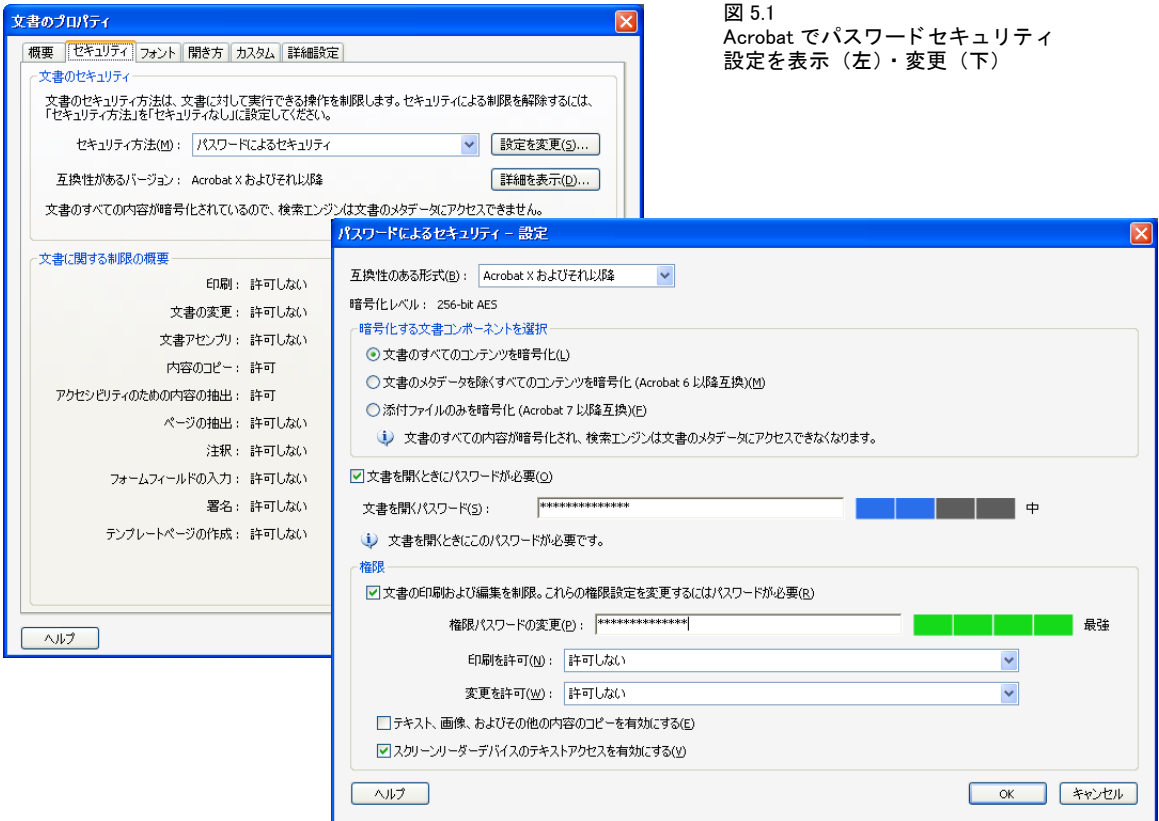 図 5.1
Acrobat でパスワードセキュリティ
設定を表示（左）・変更（下）
文書のプロパティ
概要 セキュリティ フォント 開き方 カスタム 詳細設定
文書のセキュリティ
文書のセキュリティ方法は、文書に対して実行できる操作を制限します。セキュリティによる制限を解除するには、
「セキュリティ方法」を「セキュリティなし」に設定してください。
セキュリティ方法(M)： パスワードによるセキュリティ 設定を変更(S)...
互換性があるバージョン： Acrobat X およびそれ以降 詳細を表示(D)...
文書のすべての内容が暗号化されているので、検索エンジンは文書のメタデータにアクセスできません。
文書に関する制限の概要
印刷： 許可しない
文書の変更： 許可しない
文書アセンブリ： 許可しない
内容のコピー： 許可
アクセシビリティのための内容の抽出： 許可
ページの抽出： 許可しない
注釈： 許可しない
フォームフィールドの入力： 許可しない
署名： 許可しない
テンプレートページの作成： 許可しない
ヘルプ
パスワードによるセキュリティ - 設定
互換性のある形式(B)： Acrobat X およびそれ以降
暗号化レベル： 256-bit AES
暗号化する文書コンポーネントを選択
文書のすべてのコンテンツを暗号化(L)
文書のメタデータを除くすべてのコンテンツを暗号化 (Acrobat 6 以降互換)(M)
添付ファイルのみを暗号化 (Acrobat 7 以降互換)(F)
文書のすべての内容が暗号化され、検索エンジンは文書のメタデータにアクセスできなくなります。
文書を開くときにパスワードが必要(O)
文書を開くパスワード(S)： ************** 中
文書を開くときにこのパスワードが必要です。
権限
文書の印刷および編集を制限。これらの権限設定を変更するにはパスワードが必要(R)
権限パスワードの変更(P)： ************** 最強
印刷を許可(N)： 許可しない
変更を許可(W)： 許可しない
テキスト、画像、およびその他の内容のコピーを有効にする(E)
スクリーンリーダーデバイスのテキストアクセスを有効にする(V)
ヘルプ OK キャンセル